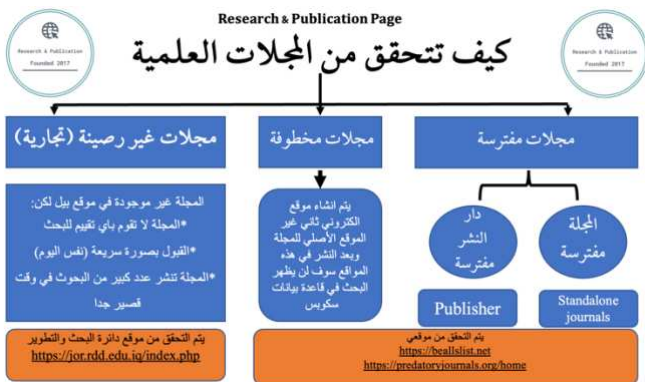 Research & Publication Page
Research & Publication
Founded 2017
Research & Publication
Founded 2017
كيف تتحقق من المجلات العلمية
مجلات مفترسة
مجلات مخطوفة
مجلات غير رصينة (تجارية)
المجلة
مفترسة
دار
النشر
مفترسة
Standalone
journals
Publisher
يتم انشاء موقع
الكتروني ثاني غير
الموقع الأصلي للمجلة
وبعد النشر في هذه
المواقع سوف لن يظهر
البحث في قاعدة بيانات
سكوبس
المجلة غير موجودة في موقع بيل لكن:
*المجلة لا تقوم باي تقييم للبحث
*القبول بصورة سريعة (نفس اليوم)
*المجلة تنشر عدد كبير من البحوث في وقت
قصير جدا
يتم التحقق من موقعي
https://beallslist.net
https://predatoryjournals.org/home
يتم التحقق من موقع دائرة البحث والتطوير
https://jor.rdd.edu.iq/index.php